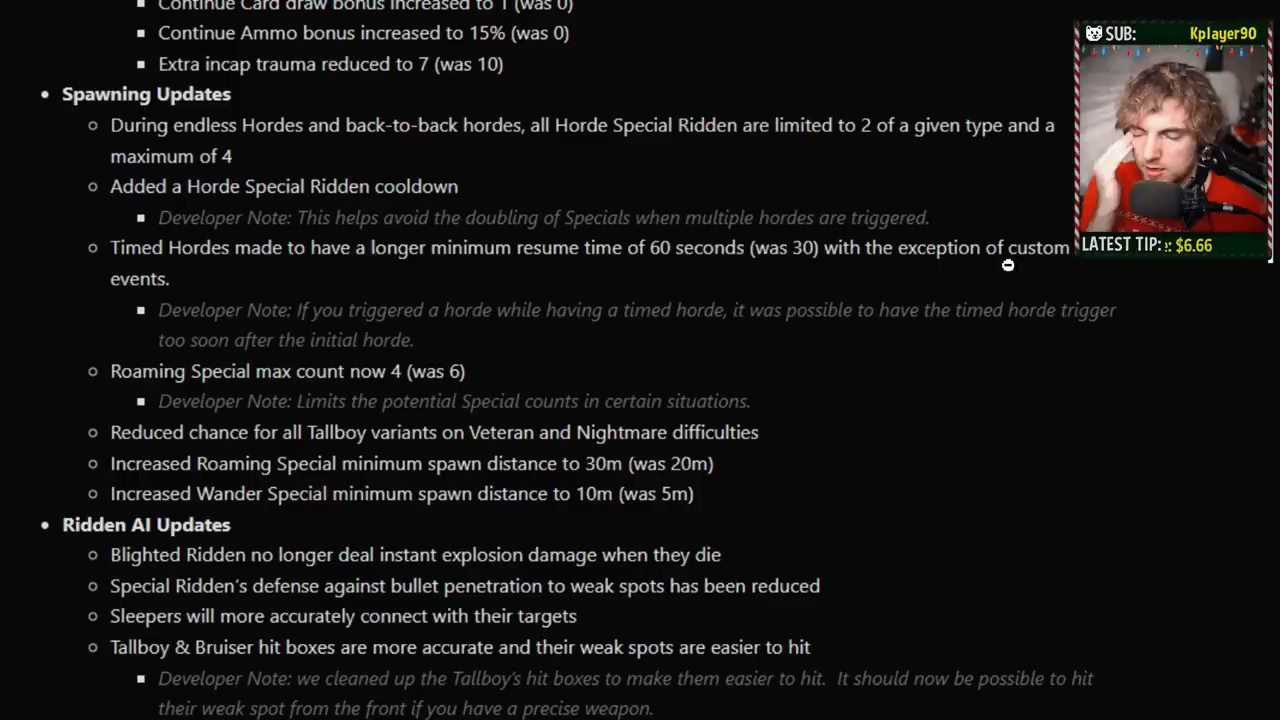 Continue Card draw bonus increased to 1 (was 0)
Continue Ammo bonus increased to 15% (was 0)
Extra incap trauma reduced to 7 (was 10)
Spawning Updates
During endless Hordes and back-to-back hordes, all Horde Special Ridden are limited to 2 of a given type and a
maximum of 4
Added a Horde Special Ridden cooldown
Developer Note: This helps avoid the doubling of Specials when multiple hordes are triggered.
Timed Hordes made to have a longer minimum resume time of 60 seconds (was 30) with the exception of custom
events.
Developer Note: If you triggered a horde while having a timed horde, it was possible to have the timed horde trigger
too soon after the initial horde.
Roaming Special max count now 4 (was 6)
Developer Note: Limits the potential Special counts in certain situations.
Reduced chance for all Tallboy variants on Veteran and Nightmare difficulties
Increased Roaming Special minimum spawn distance to 30m (was 20m)
Increased Wander Special minimum spawn distance to 10m (was 5m)
Ridden AI Updates
Blighted Ridden no longer deal instant explosion damage when they die
Special Ridden's defense against bullet penetration to weak spots has been reduced
Sleepers will more accurately connect with their targets
Tallboy & Bruiser hit boxes are more accurate and their weak spots are easier to hit
Developer Note: we cleaned up the Tallboy's hit boxes to make them easier to hit. It should now be possible to hit
their weak spot from the front if you have a precise weapon.
SUB: Kplayer90
LATEST TIP: : $6.66